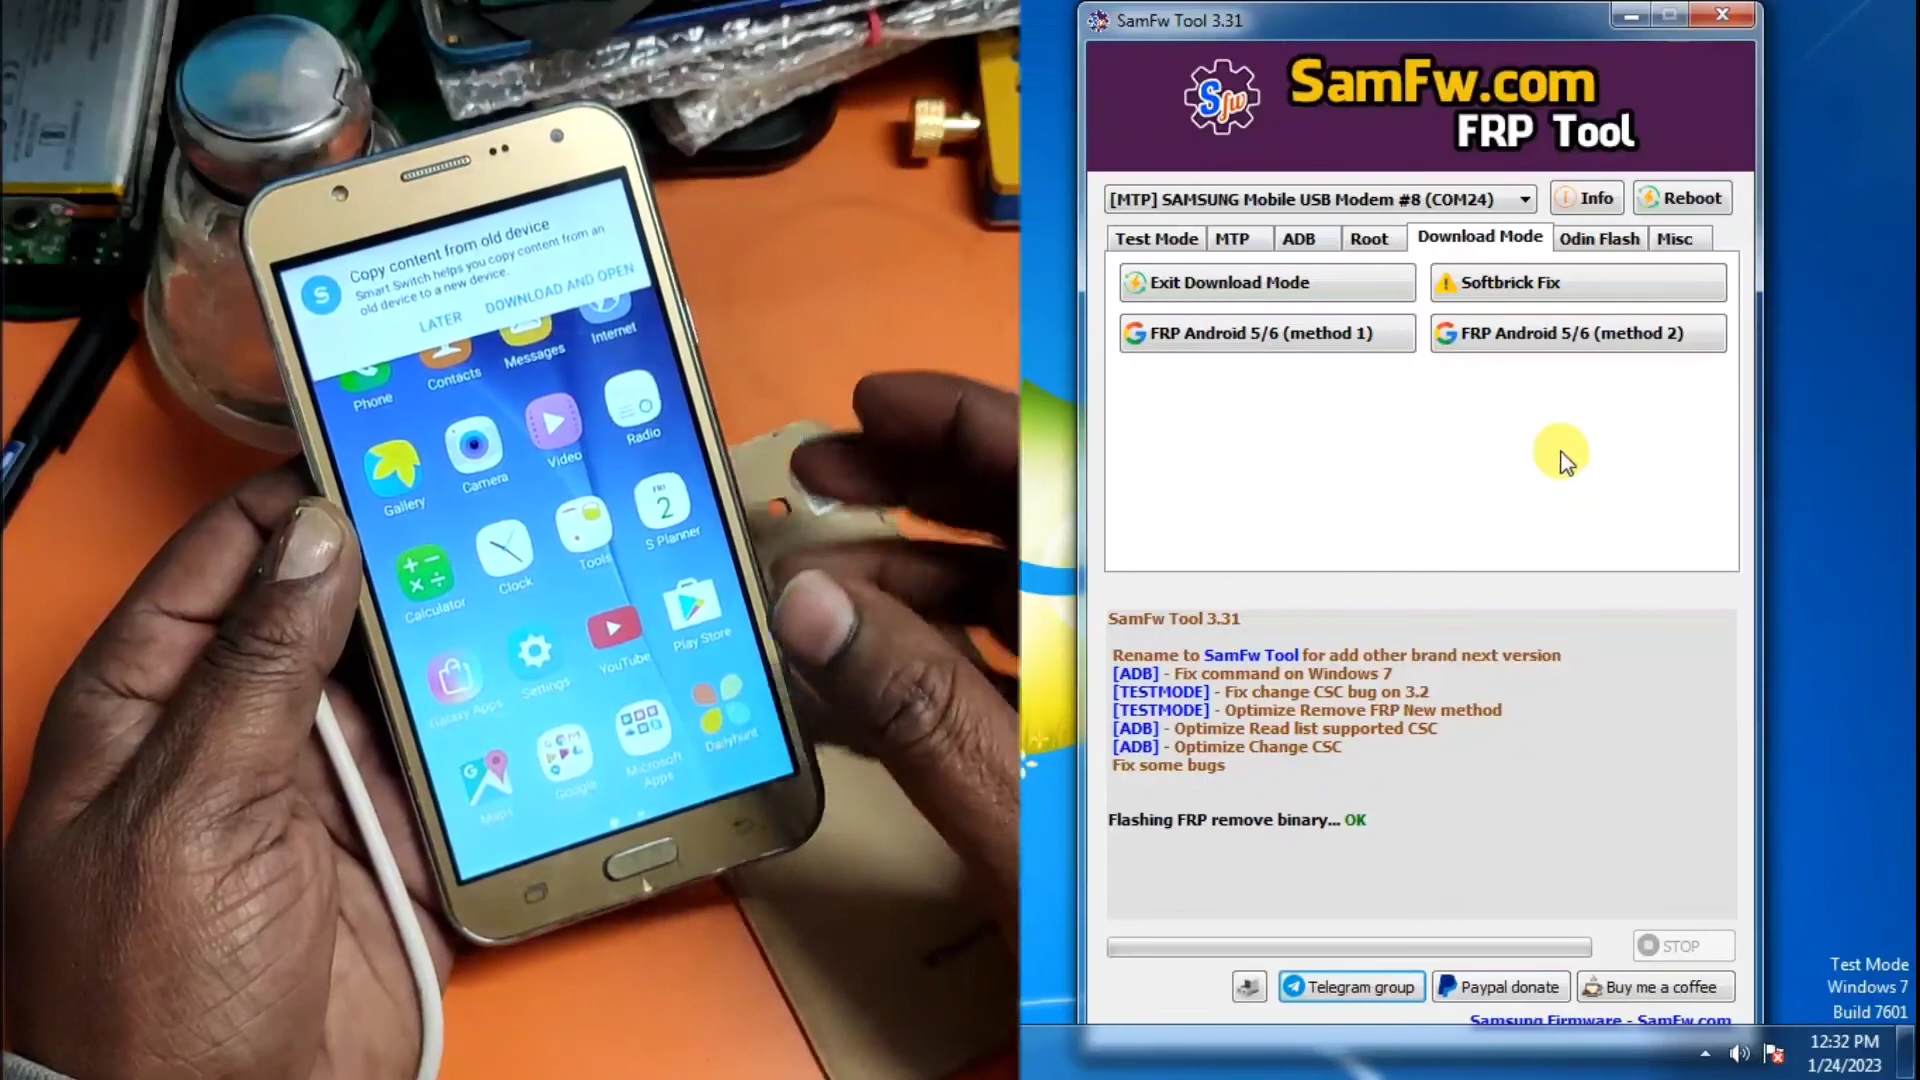 Copy content from old device
Smart Switch helps you copy content from an
old device to a new device.
LATER DOWNLOAD AND OPEN
Phone Contacts Messages Internet
Gallery Camera Video Radio
FRI
2
Calculator Clock Tools S Planner
Galaxy Apps Settings YouTube Play Store
Maps Google Microsoft Apps Dailyhunt
SamFw Tool 3.31
Sfw
SamFw.com
FRP Tool
[MTP] SAMSUNG Mobile USB Modem #8 (COM24) Info Reboot
Test Mode MTP ADB Root Download Mode Odin Flash Misc
Exit Download Mode Softbrick Fix
FRP Android 5/6 (method 1) FRP Android 5/6 (method 2)
SamFw Tool 3.31
Rename to SamFw Tool for add other brand next version
[ADB] - Fix command on Windows 7
[TESTMODE] - Fix change CSC bug on 3.2
[TESTMODE] - Optimize Remove FRP New method
[ADB] - Optimize Read list supported CSC
[ADB] - Optimize Change CSC
Fix some bugs
Flashing FRP remove binary... OK
STOP
Telegram group Paypal donate Buy me a coffee
Samsung Firmware - SamFw.com
Test Mode
Windows 7
Build 7601
12:32 PM
1/24/2023